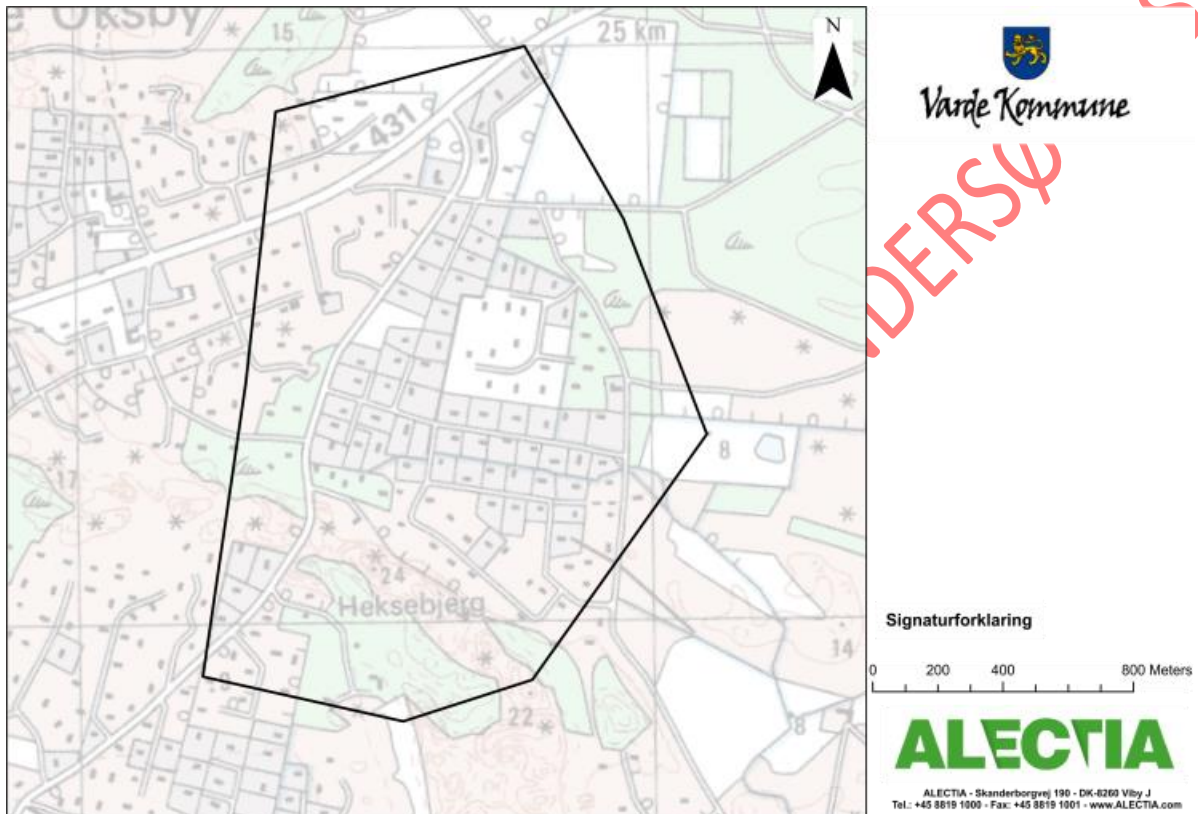 Oksby
15
25 km
N
431
17
8
24
Heksebjerg
14
22
8
Varde Kommune
DERSØ
Signaturforklaring
0 200 400 800 Meters
ALECTIA
ALECTIA - Skanderborgvej 190 - DK-8260 Viby J
Tel.: +45 8819 1000 - Fax: +45 8819 1001 - www.ALECTIA.com